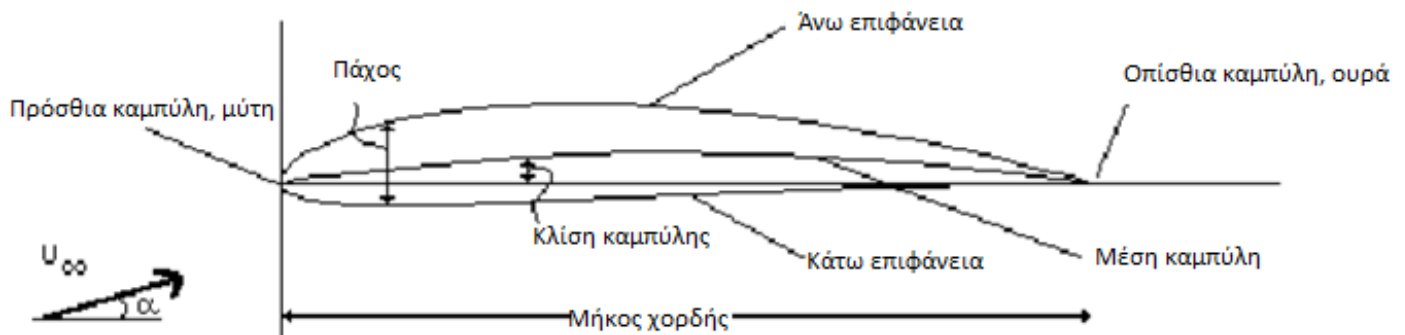 Άνω επιφάνεια
Πάχος
Οπίσθια καμπύλη, ουρά
Πρόσθια καμπύλη, μύτη
Κλίση καμπύλης
Κάτω επιφάνεια
Μέση καμπύλη
U∞
α
Μήκος χορδής